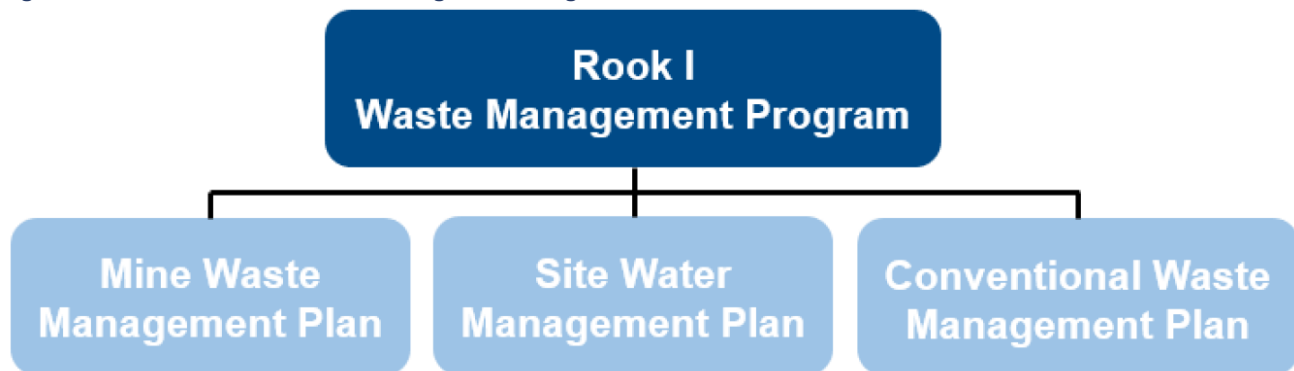 Rook I
Waste Management Program
Mine Waste
Management Plan
Site Water
Management Plan
Conventional Waste
Management Plan